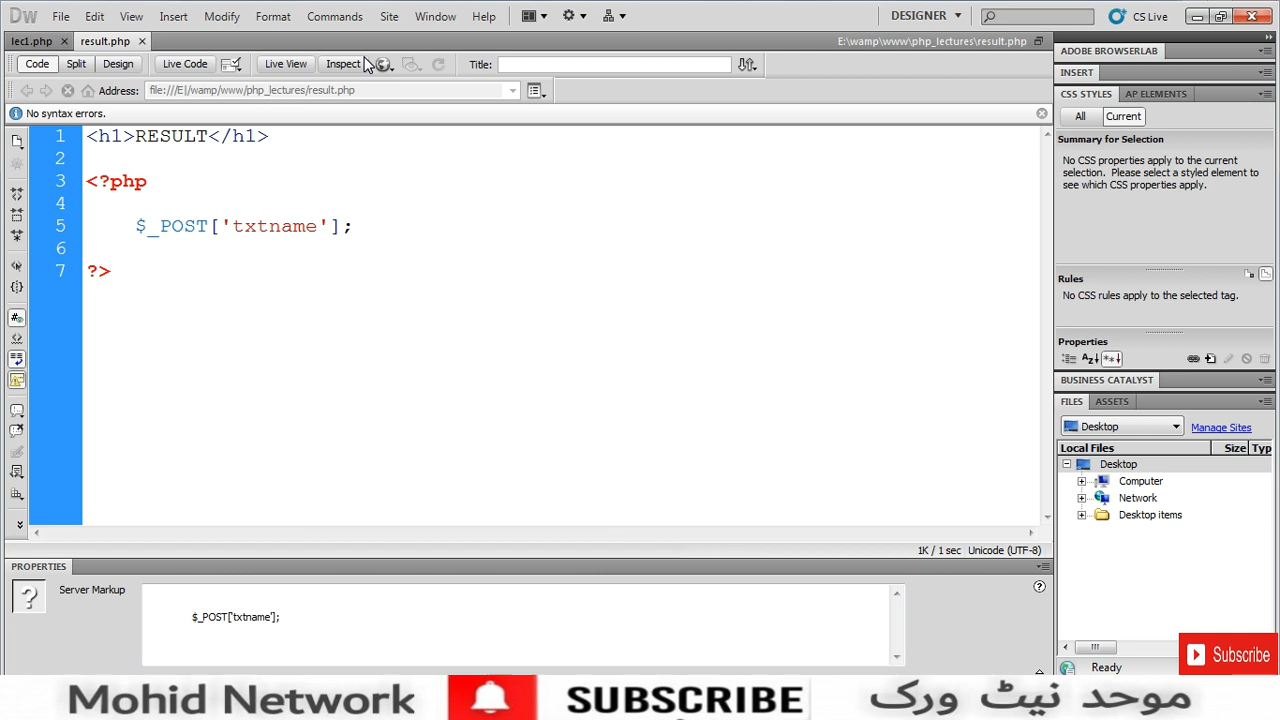 Dw File Edit View Insert Modify Format Commands Site Window Help DESIGNER CS Live
lec1.php result.php E:\wamp\www\php_lectures\result.php
Code Split Design Live Code Live View Inspect Title:
Address: file:///E|/wamp/www/php_lectures/result.php
No syntax errors.
1 <h1>RESULT</h1>
2
3 <?php
4
5 $_POST['txtname'];
6
7 ?>
1K / 1 sec Unicode (UTF-8)
PROPERTIES
Server Markup
$_POST['txtname'];
ADOBE BROWSERLAB
INSERT
CSS STYLES AP ELEMENTS
All Current
Summary for Selection
No CSS properties apply to the current
selection. Please select a styled element
to see which CSS properties apply.
Rules
No CSS rules apply to the selected tag.
Properties
BUSINESS CATALYST
FILES ASSETS
Desktop Manage Sites
Local Files Size Typ
Desktop
Computer
Network
Desktop items
Ready
Subscribe
Mohid Network SUBSCRIBE موحد نیٹ ورک